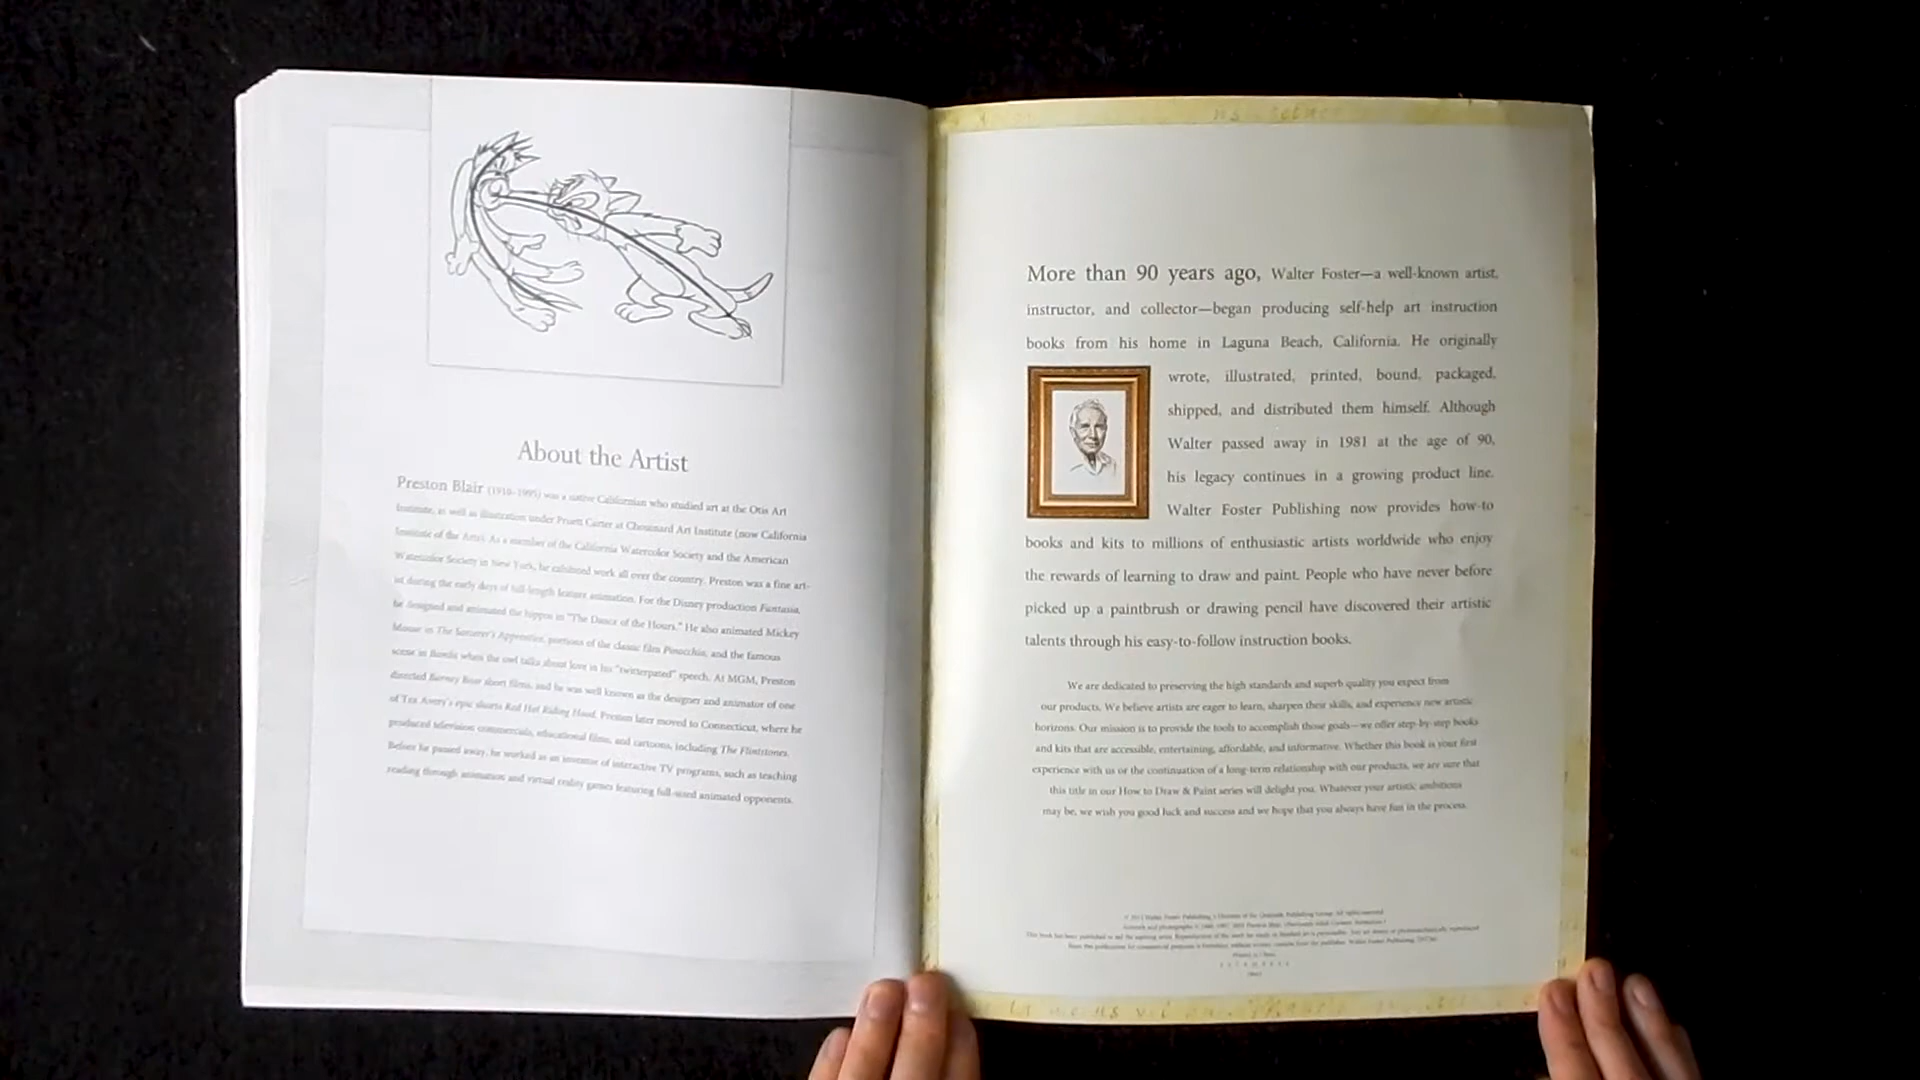 About the Artist
Preston Blair (1910–1995) was a native Californian who studied art at the Otis Art
Institute, as well as illustration under Pruett Carter at Chouinard Art Institute (now California
Institute of the Arts). As a member of the California Watercolor Society and the American
Watercolor Society in New York, he exhibited work all over the country. Preston was a fine art-
ist during the early days of full-length feature animation. For the Disney production Fantasia,
he designed and animated the hippos in "The Dance of the Hours." He also animated Mickey
Mouse in The Sorcerer's Apprentice, portions of the classic film Pinocchio, and the famous
scene in Bambi when the owl talks about love in his "twitterpated" speech. At MGM, Preston
directed Barney Bear short films, and he was well known as the designer and animator of one
of Tex Avery's epic shorts Red Hot Riding Hood. Preston later moved to Connecticut, where he
produced television commercials, educational films, and cartoons, including The Flintstones.
Before he passed away, he worked as an inventor of interactive TV programs, such as teaching
reading through animation and virtual reality games featuring full-sized animated opponents.
More than 90 years ago, Walter Foster—a well-known artist,
instructor, and collector—began producing self-help art instruction
books from his home in Laguna Beach, California. He originally
wrote, illustrated, printed, bound, packaged,
shipped, and distributed them himself. Although
Walter passed away in 1981 at the age of 90,
his legacy continues in a growing product line.
Walter Foster Publishing now provides how-to
books and kits to millions of enthusiastic artists worldwide who enjoy
the rewards of learning to draw and paint. People who have never before
picked up a paintbrush or drawing pencil have discovered their artistic
talents through his easy-to-follow instruction books.
We are dedicated to preserving the high standards and superb quality you expect from
our products. We believe artists are eager to learn, sharpen their skills, and experience new artistic
horizons. Our mission is to provide the tools to accomplish those goals—we offer step-by-step books
and kits that are accessible, entertaining, affordable, and informative. Whether this book is your first
experience with us or the continuation of a long-term relationship with our products, we are sure that
this title in our How to Draw & Paint series will delight you. Whatever your artistic ambitions
may be, we wish you good luck and success and we hope that you always have fun in the process.
Walter Foster Publishing, a Division of the Quayside Publishing Group. All rights reserved.